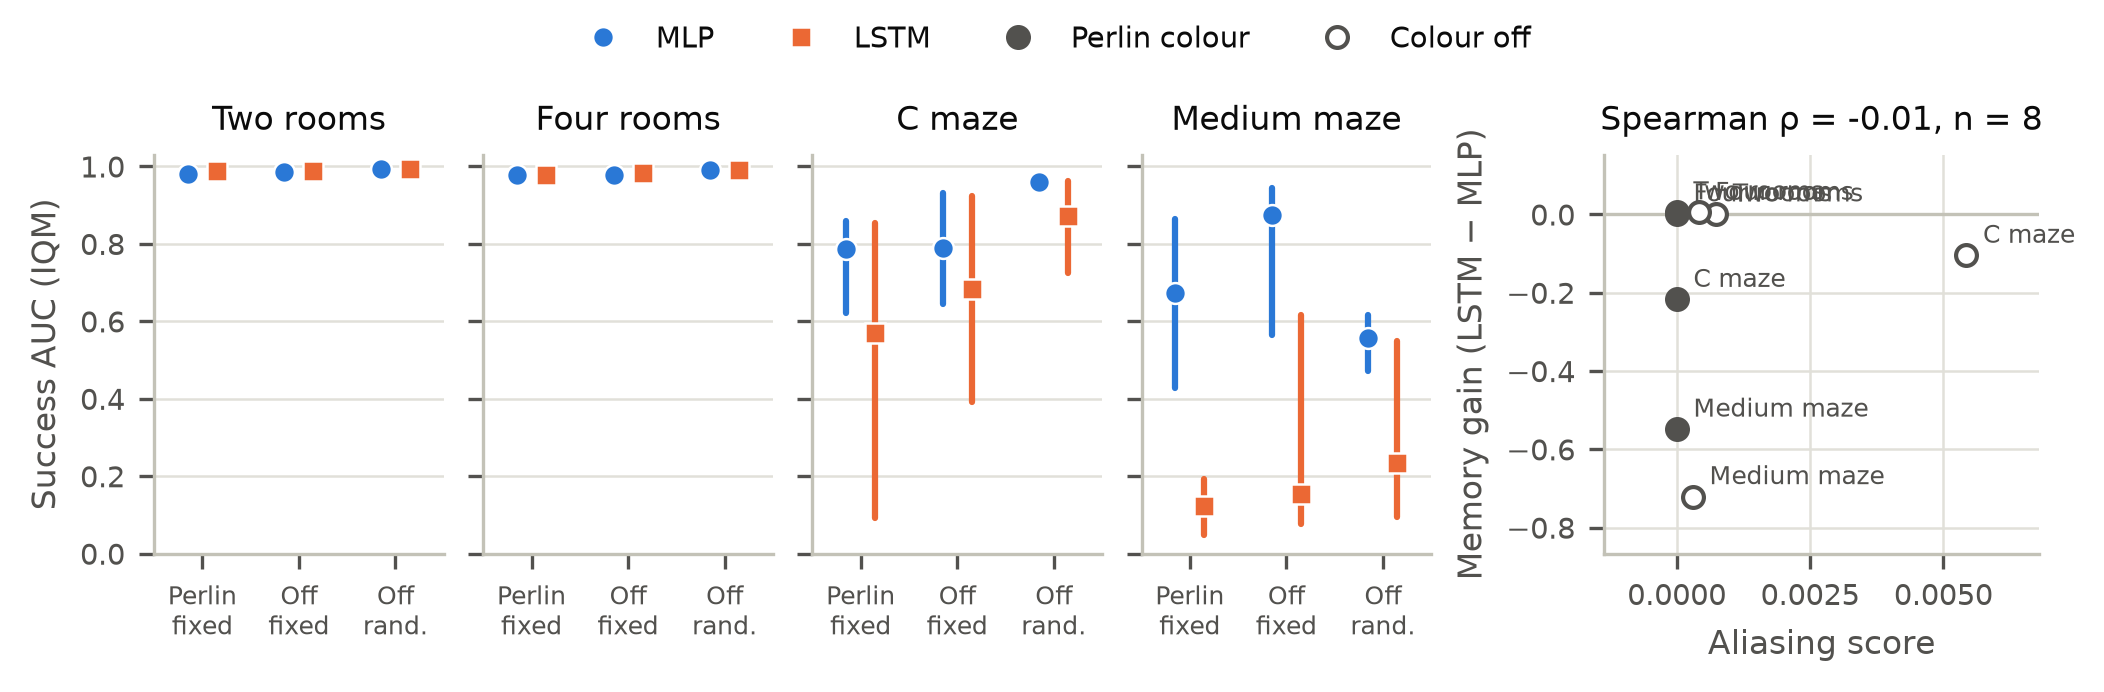 MLP LSTM Perlin colour Colour off
Two rooms
Four rooms
C maze
Medium maze
Spearman ρ = -0.01, n = 8
Success AUC (IQM)
1.0
0.8
0.6
0.4
0.2
0.0
Perlin fixed
Off fixed
Off rand.
Perlin fixed
Off fixed
Off rand.
Perlin fixed
Off fixed
Off rand.
Perlin fixed
Off fixed
Off rand.
Memory gain (LSTM − MLP)
0.0
−0.2
−0.4
−0.6
−0.8
C maze
C maze
Medium maze
Medium maze
0.0000 0.0025 0.0050
Aliasing score